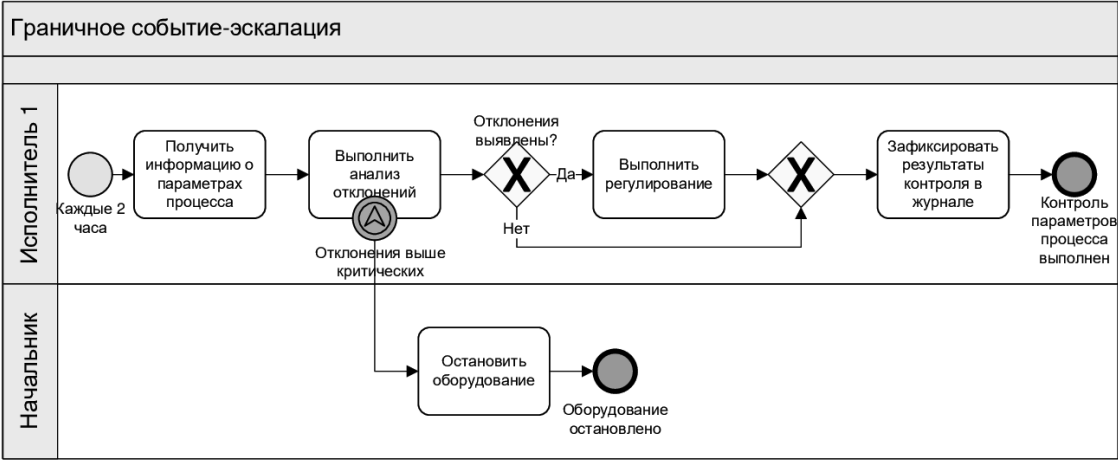 Граничное событие-эскалация
Исполнитель 1
Каждые 2
часа
Получить
информацию о
параметрах
процесса
Выполнить
анализ
отклонений
Отклонения выше
критических
Отклонения
выявлены?
Да
Нет
Выполнить
регулирование
Зафиксировать
результаты
контроля в
журнале
Контроль
параметров
процесса
выполнен
Начальник
Остановить
оборудование
Оборудование
остановлено